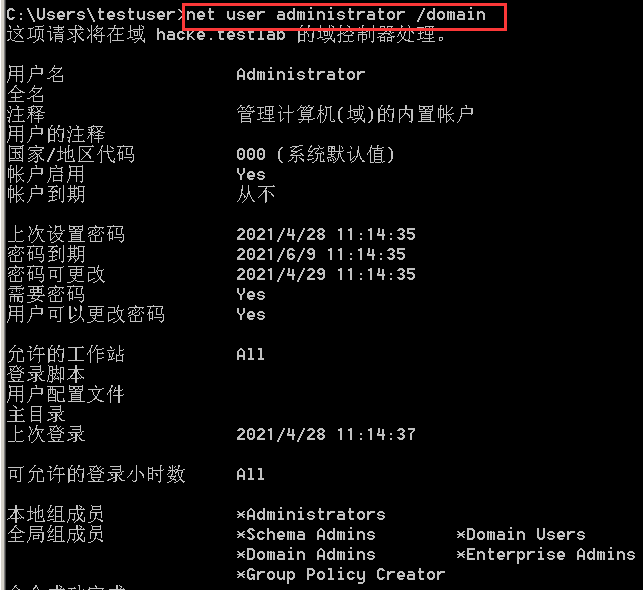 C:\Users\testuser>net user administrator /domain
这项请求将在域 hacke.testlab 的域控制器处理。
用户名 Administrator
全名
注释 管理计算机(域)的内置帐户
用户的注释
国家/地区代码 000 (系统默认值)
帐户启用 Yes
帐户到期 从不
上次设置密码 2021/4/28 11:14:35
密码到期 2021/6/9 11:14:35
密码可更改 2021/4/29 11:14:35
需要密码 Yes
用户可以更改密码 Yes
允许的工作站 All
登录脚本
用户配置文件
主目录
上次登录 2021/4/28 11:14:37
可允许的登录小时数 All
本地组成员 *Administrators
全局组成员 *Schema Admins *Domain Users
*Domain Admins *Enterprise Admins
*Group Policy Creator